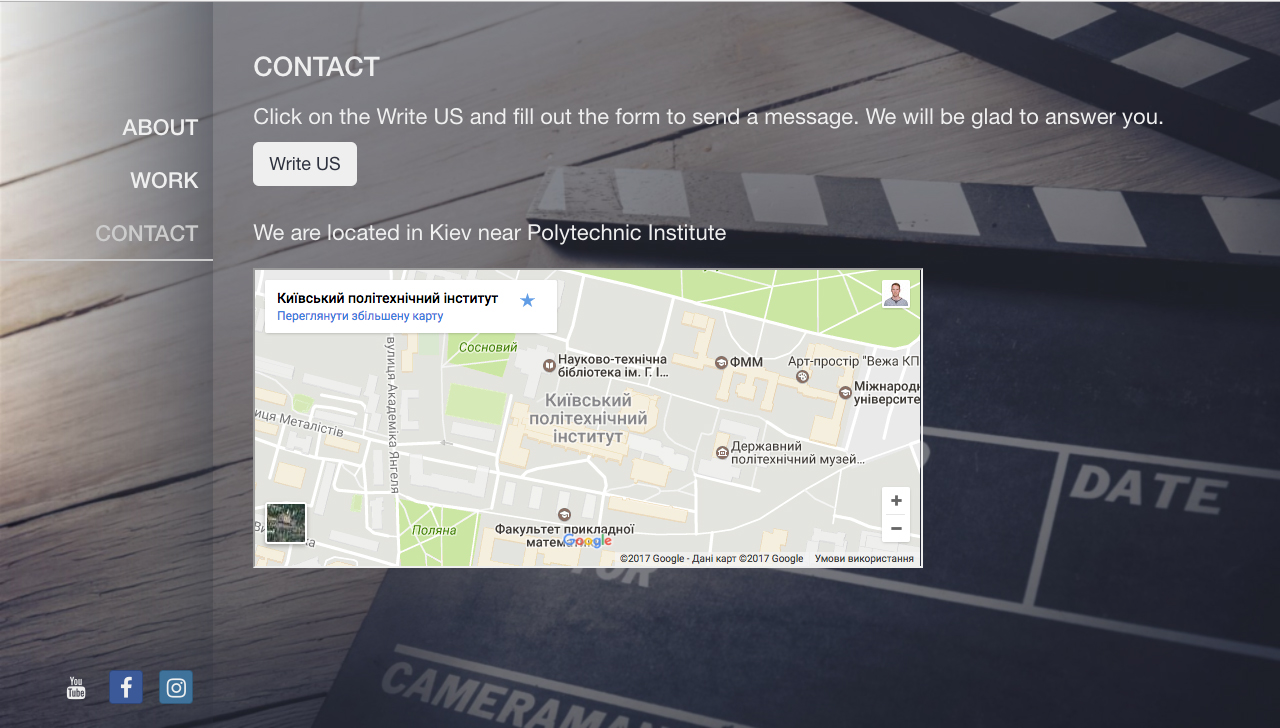 CONTACT
Click on the Write US and fill out the form to send a message. We will be glad to answer you.
Write US
We are located in Kiev near Polytechnic Institute
ABOUT
WORK
CONTACT
Київський політехнічний інститут
Переглянути збільшену карту
Сосновий
вулиця Академіка Янгеля
Науково-технічна
бібліотека ім. Г. І...
ФММ
Арт-простір "Вежа КП
Міжнарод
університе
Київський
політехнічний
інститут
иця Металістів
Державний
політехнічний музей...
Поляна
Факультет прикладної
Google
©2017 Google - Дані карт ©2017 Google
Умови використання
+
−
DATE
CAMERAMAN
You
Tube
f